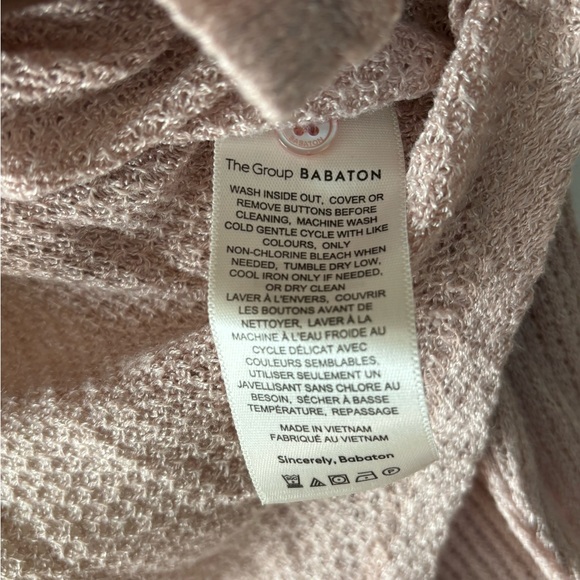 BABATON
The Group BABATON
WASH INSIDE OUT, COVER OR
REMOVE BUTTONS BEFORE
CLEANING, MACHINE WASH
COLD GENTLE CYCLE WITH LIKE
COLOURS, ONLY
NON-CHLORINE BLEACH WHEN
NEEDED, TUMBLE DRY LOW,
COOL IRON ONLY IF NEEDED,
OR DRY CLEAN
LAVER À L'ENVERS, COUVRIR
LES BOUTONS AVANT DE
NETTOYER, LAVER À LA
MACHINE À L'EAU FROIDE AU
CYCLE DÉLICAT AVEC
COULEURS SEMBLABLES,
UTILISER SEULEMENT UN
JAVELLISANT SANS CHLORE AU
BESOIN, SÉCHER À BASSE
TEMPÉRATURE, REPASSAGE
MADE IN VIETNAM
FABRIQUÉ AU VIETNAM
Sincerely, Babaton
P